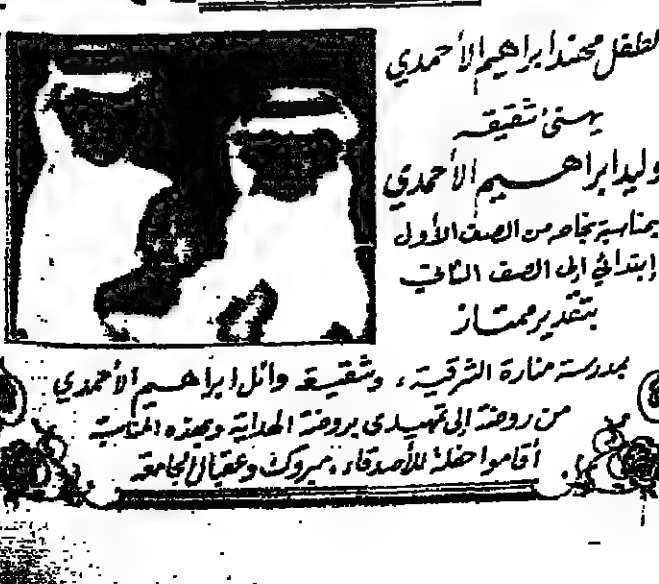 الطفل مهند ابراهيم الأحمدي
يهنئ شقيقه
وليد ابراهيم الأحمدي
بمناسبة نجاحه من الصف الأول
إبتدائي إلى الصف الثاني
بتقدير ممتاز
بمدرسة منارة الشرقية، وشقيقه وائل ابراهيم الأحمدي
من روضة إلى تمهيدي بروضة الهداية وبهذه المناسبة
أقاموا حفلة للأصدقاء، مبروك وعقبال الجامعة